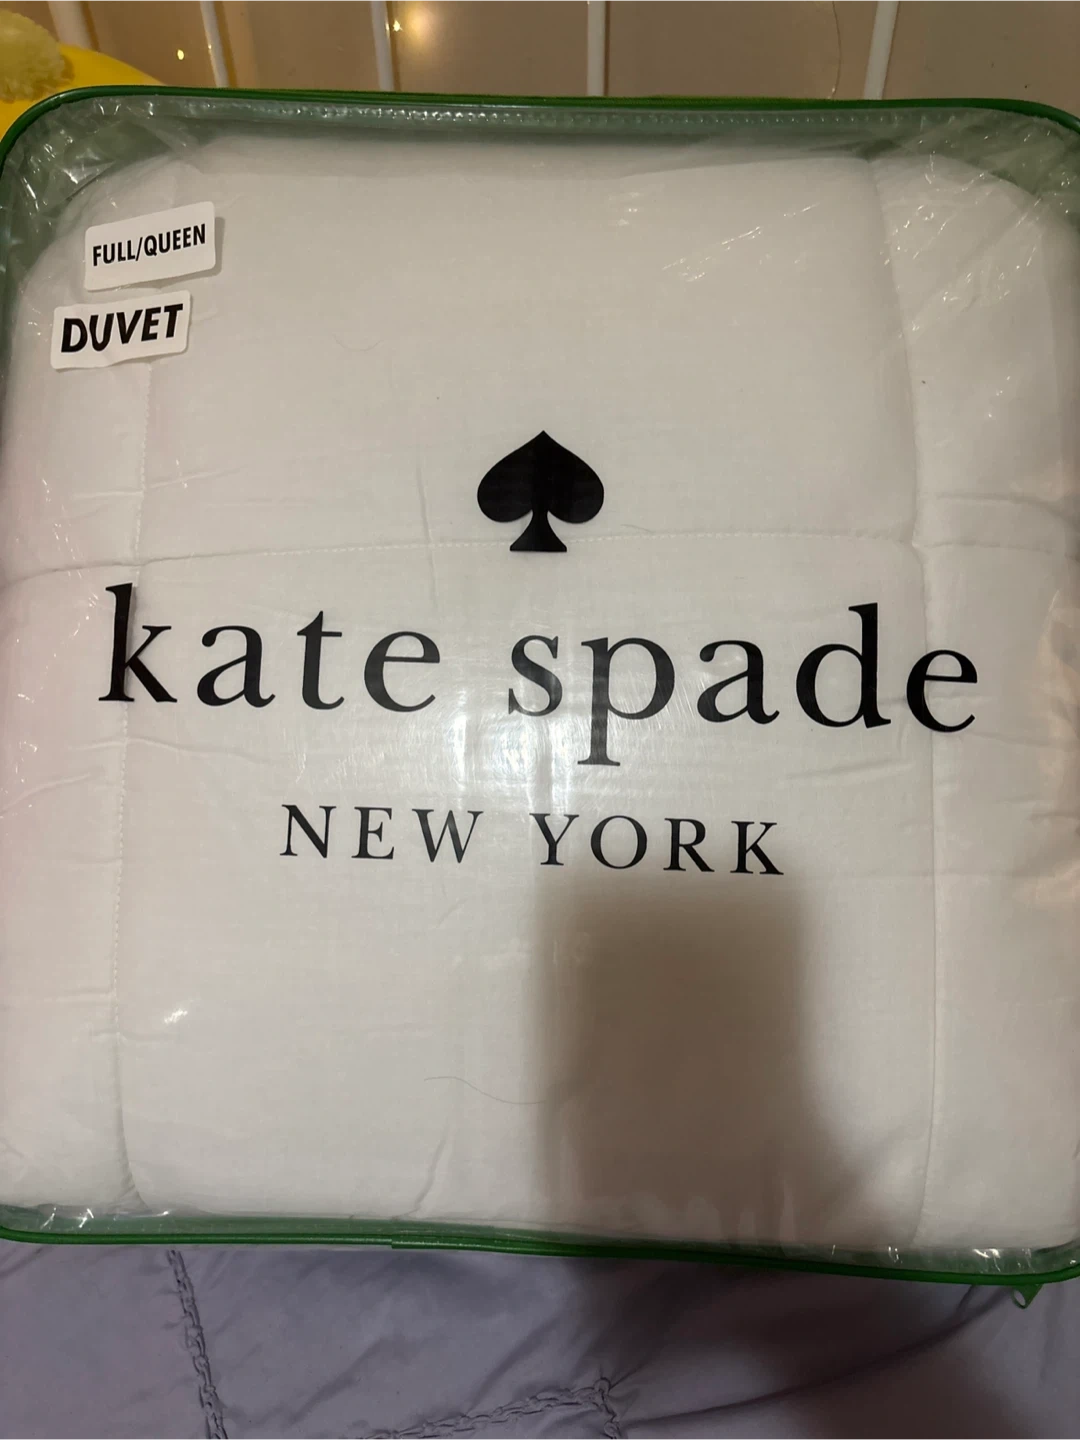 FULL/QUEEN
DUVET
kate spade
NEW YORK